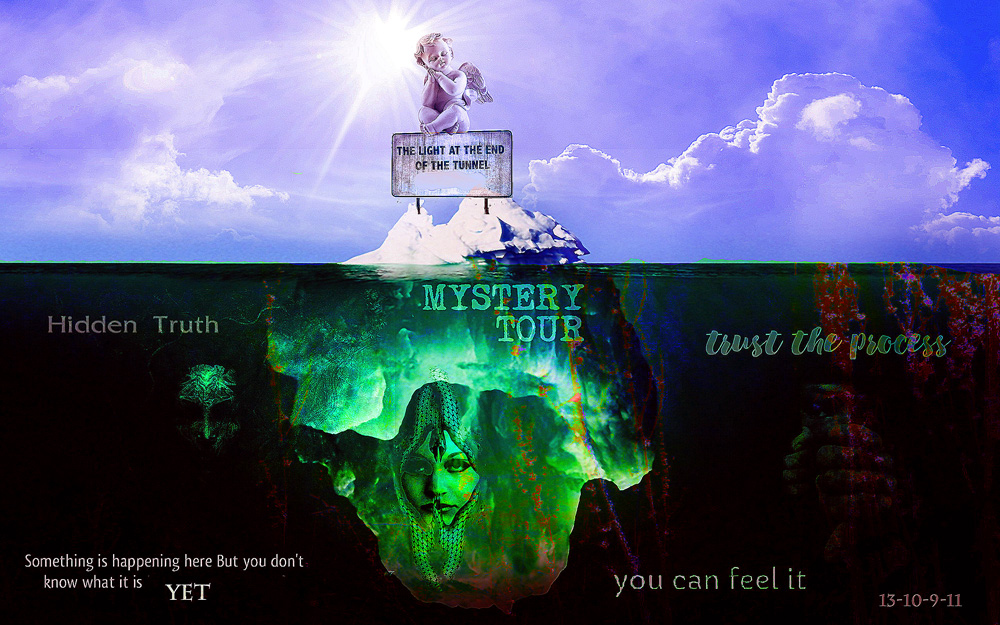 THE LIGHT AT THE END
OF THE TUNNEL
MYSTERY
TOUR
Hidden Truth
trust the process
Something is happening here But you don't
know what it is YET
you can feel it
13-10-9-11